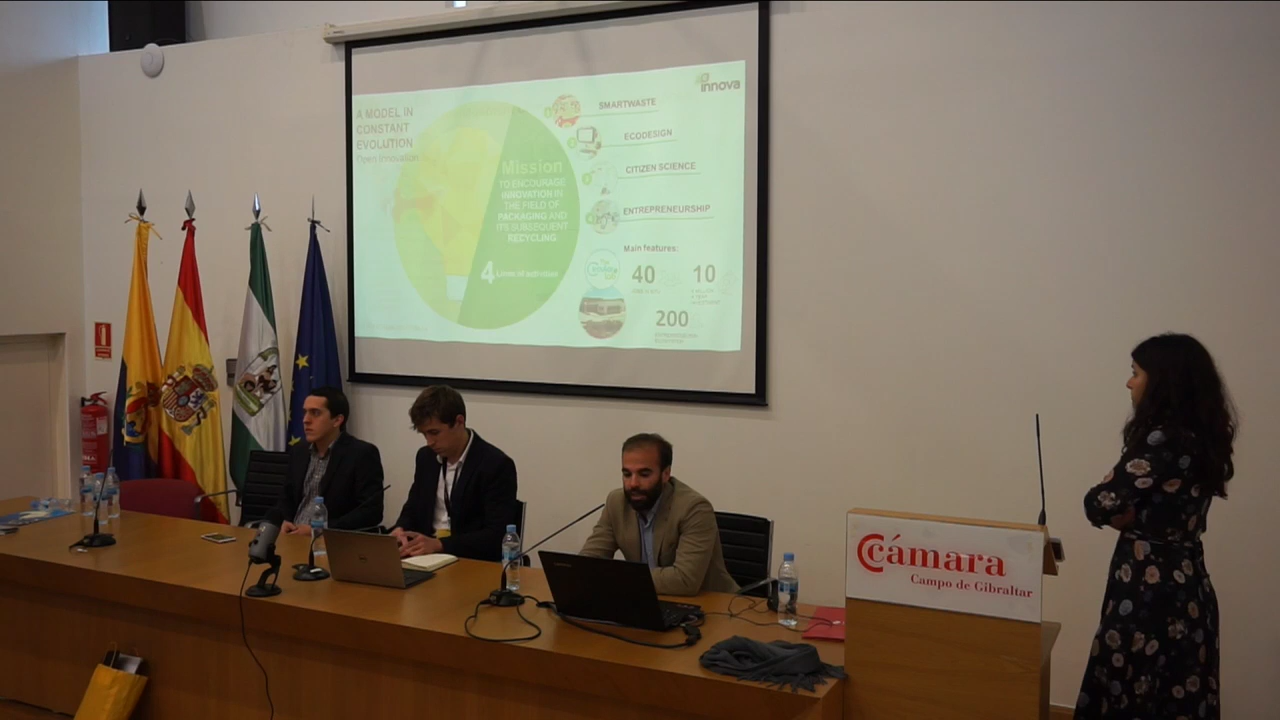 innova
A MODEL IN
CONSTANT
EVOLUTION
Open Innovation
Mission
TO ENCOURAGE
INNOVATION IN
THE FIELD OF
PACKAGING AND
ITS SUBSEQUENT
RECYCLING
4 Lines of activities
SMARTWASTE
ECODESIGN
CITIZEN SCIENCE
ENTREPRENEURSHIP
Main features:
40
10
200
cámara
Campo de Gibraltar